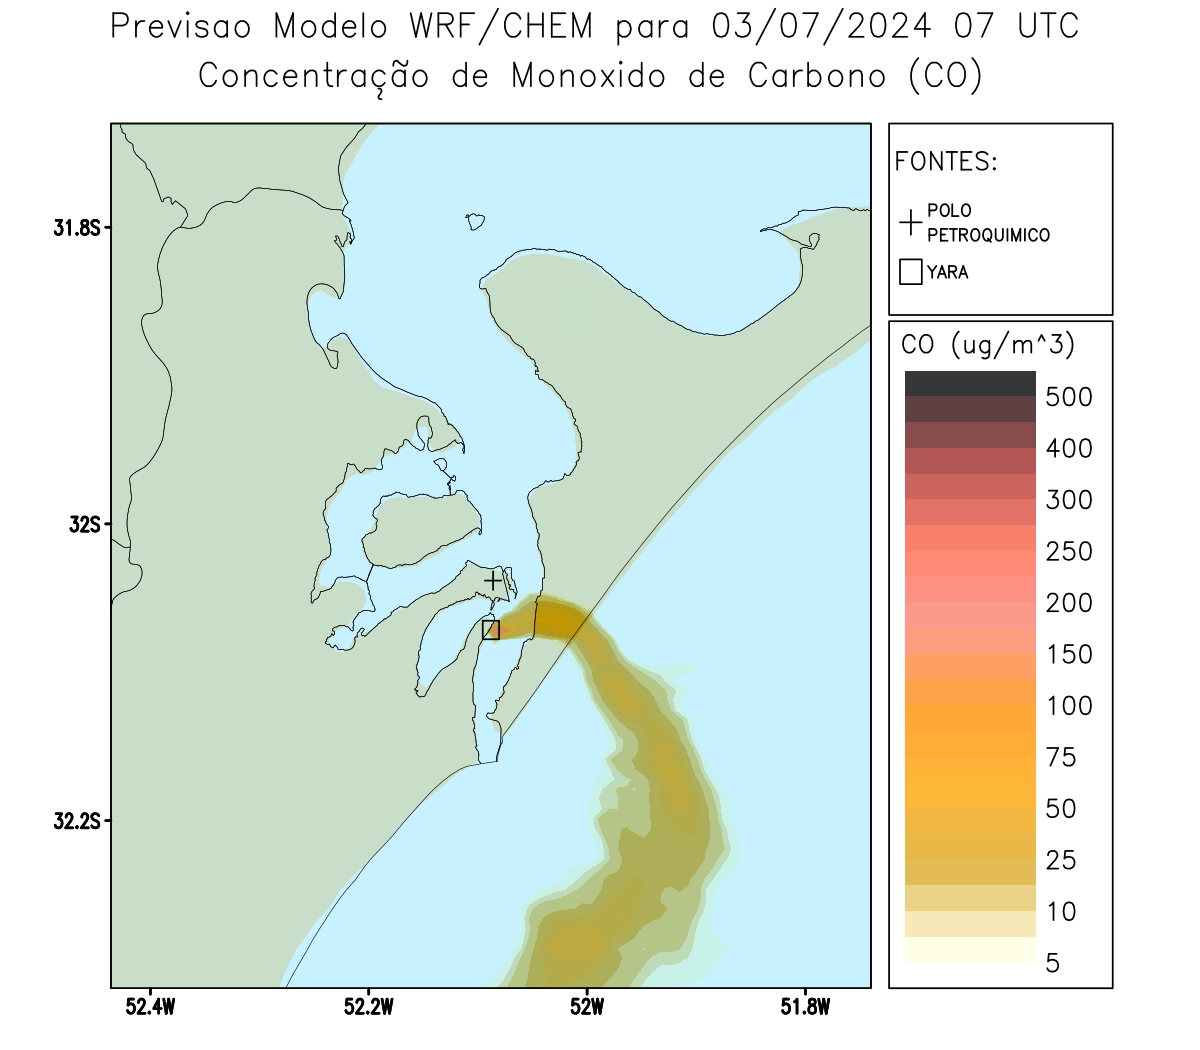 Previsao Modelo WRF/CHEM para 03/07/2024 07 UTC
Concentração de Monoxido de Carbono (CO)
FONTES:
POLO
PETROQUIMICO
YARA
CO (ug/m^3)
500
400
300
250
200
150
100
75
50
25
10
5
31.8S
32S
32.2S
52.4W
52.2W
52W
51.8W